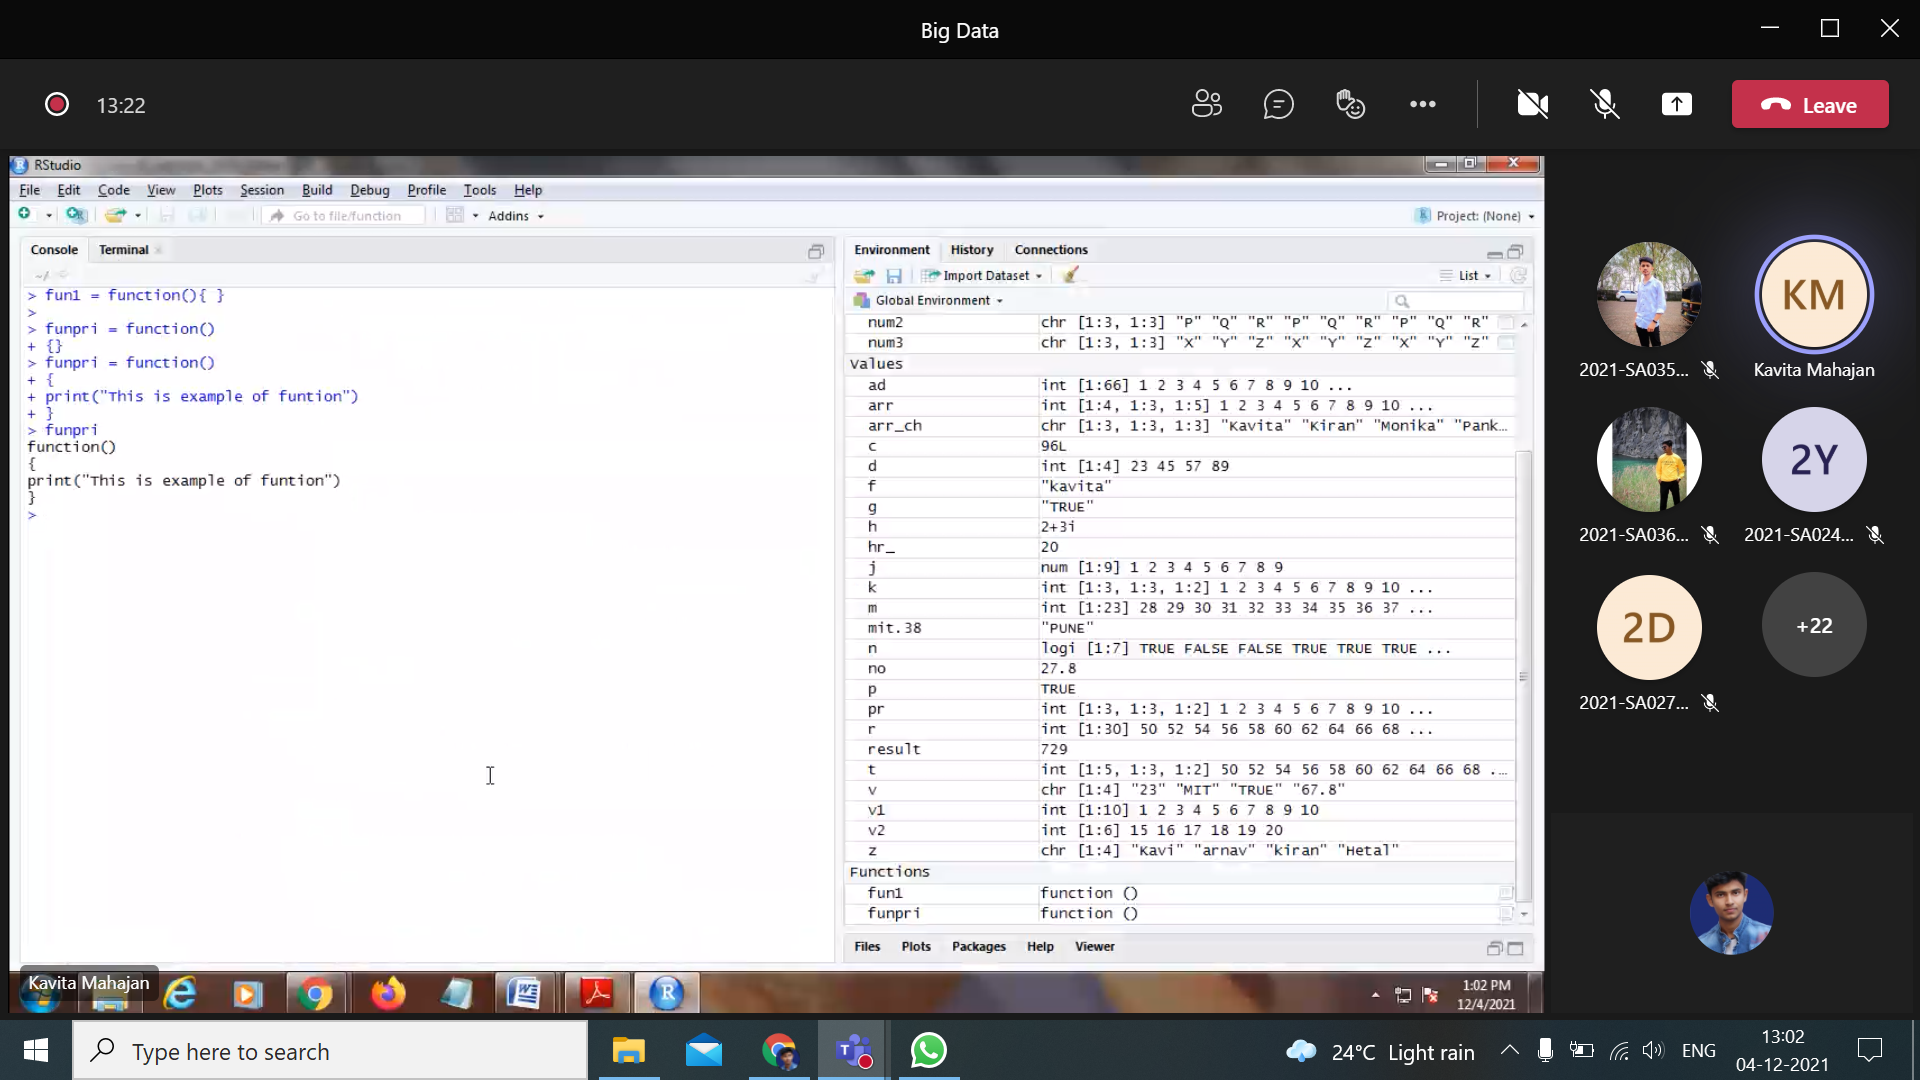 Big Data
13:22
Leave
RStudio
File Edit Code View Plots Session Build Debug Profile Tools Help
Go to file/function
Addins
Project: (None)
Console Terminal
> fun1 = function(){ }
>
> funpri = function()
+ {}
> funpri = function()
+ {
+ print("This is example of funtion")
+ }
> funpri
function()
{
print("This is example of funtion")
}
>
Environment History Connections
Import Dataset
List
Global Environment
num2 chr [1:3, 1:3] "P" "Q" "R" "P" "Q" "R" "P" "Q" "R"
num3 chr [1:3, 1:3] "X" "Y" "Z" "X" "Y" "Z" "X" "Y" "Z"
Values
ad int [1:66] 1 2 3 4 5 6 7 8 9 10 ...
arr int [1:4, 1:3, 1:5] 1 2 3 4 5 6 7 8 9 10 ...
arr_ch chr [1:3, 1:3, 1:3] "Kavita" "Kiran" "Monika" "Pank...
c 96L
d int [1:4] 23 45 57 89
f "kavita"
g "TRUE"
h 2+3i
hr_ 20
j num [1:9] 1 2 3 4 5 6 7 8 9
k int [1:3, 1:3, 1:2] 1 2 3 4 5 6 7 8 9 10 ...
m int [1:23] 28 29 30 31 32 33 34 35 36 37 ...
mit.38 "PUNE"
n logi [1:7] TRUE FALSE FALSE TRUE TRUE TRUE ...
no 27.8
p TRUE
pr int [1:3, 1:3, 1:2] 1 2 3 4 5 6 7 8 9 10 ...
r int [1:30] 50 52 54 56 58 60 62 64 66 68 ...
result 729
t int [1:5, 1:3, 1:2] 50 52 54 56 58 60 62 64 66 68 ...
v chr [1:4] "23" "MIT" "TRUE" "67.8"
v1 int [1:10] 1 2 3 4 5 6 7 8 9 10
v2 int [1:6] 15 16 17 18 19 20
z chr [1:4] "Kavi" "arnav" "kiran" "Hetal"
Functions
fun1 function ()
funpri function ()
Files Plots Packages Help Viewer
KM
2021-SA035...
Kavita Mahajan
2Y
2021-SA036...
2021-SA024...
2D
+22
2021-SA027...
Kavita Mahajan
1:02 PM
12/4/2021
Type here to search
24°C Light rain
ENG
13:02
04-12-2021